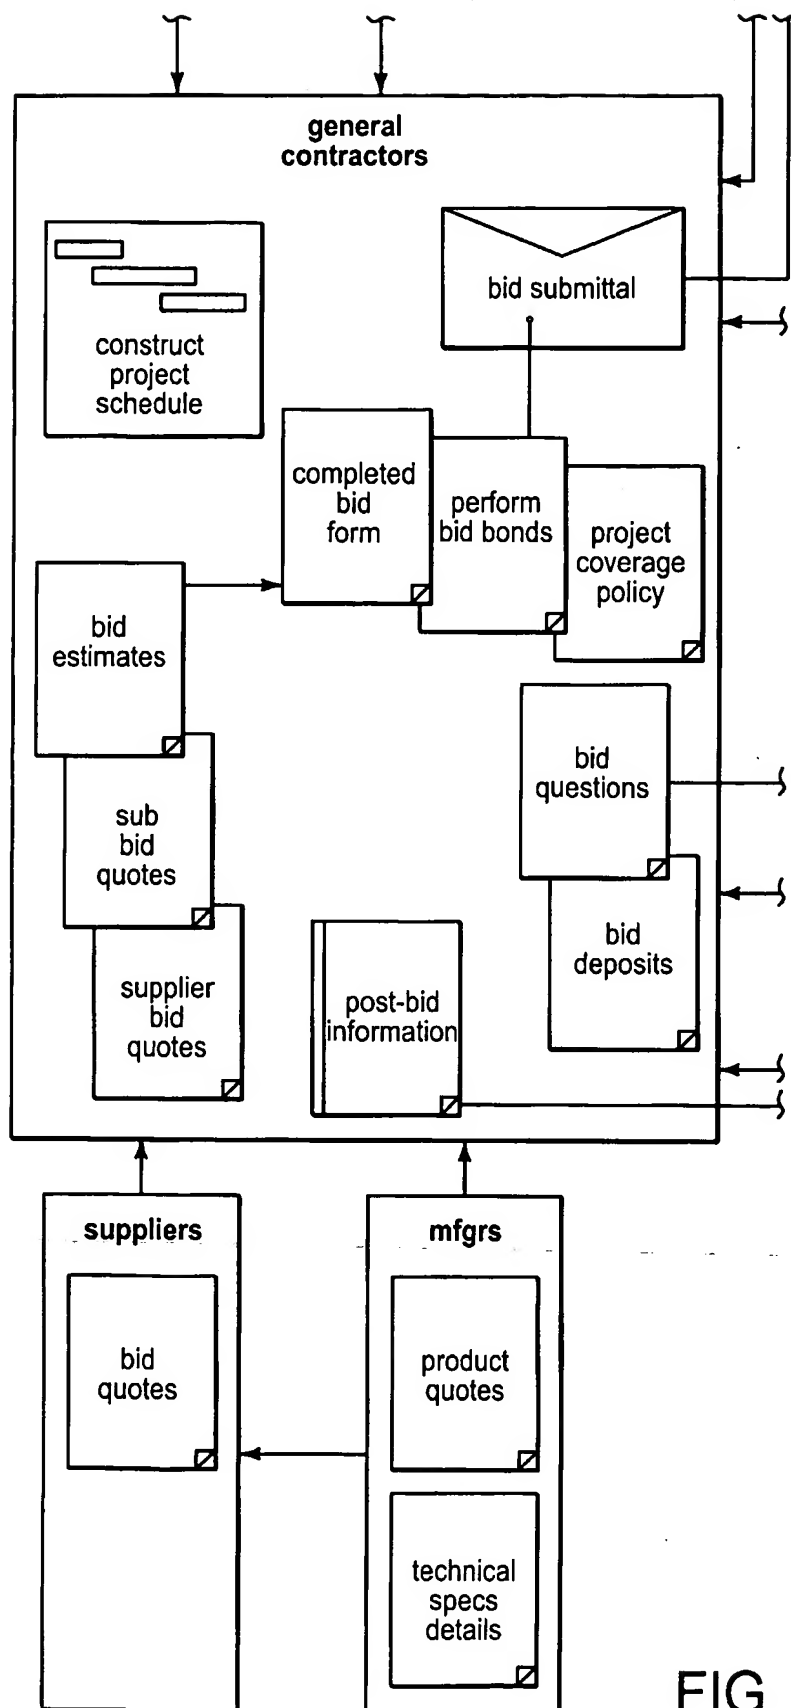 general
contractors
bid submittal
construct
project
schedule
completed
bid
form
perform
bid bonds
project
coverage
policy
bid
estimates
bid
questions
sub
bid
quotes
bid
deposits
supplier
bid
quotes
post-bid
information
suppliers
mfgrs
bid
quotes
product
quotes
technical
specs
details
FIG